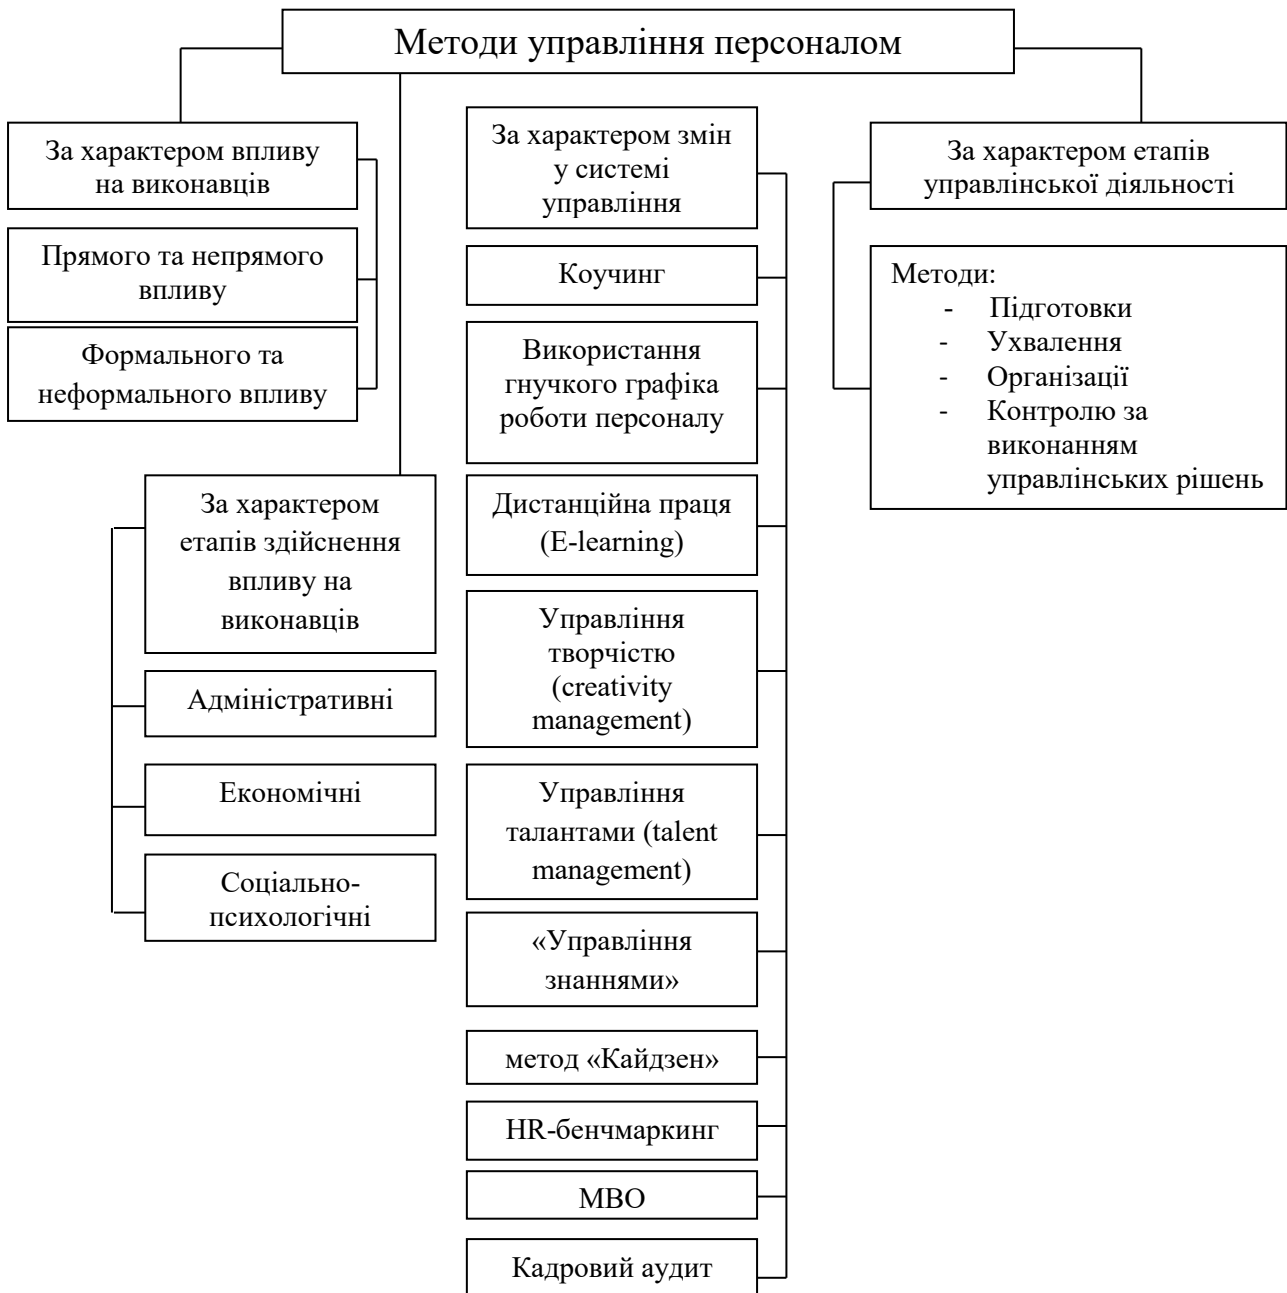 Методи управління персоналом
За характером впливу
на виконавців
Прямого та непрямого
впливу
Формального та
неформального впливу
За характером
етапів здійснення
впливу на
виконавців
Адміністративні
Економічні
Соціально-
психологічні
За характером змін
у системі
управління
Коучинг
Використання
гнучкого графіка
роботи персоналу
Дистанційна праця
(E-learning)
Управління
творчістю
(creativity
management)
Управління
талантами (talent
management)
«Управління
знаннями»
метод «Кайдзен»
HR-бенчмаркинг
МВО
Кадровий аудит
За характером етапів
управлінської діяльності
Методи:
- Підготовки
- Ухвалення
- Організації
- Контролю за
виконанням
управлінських рішень